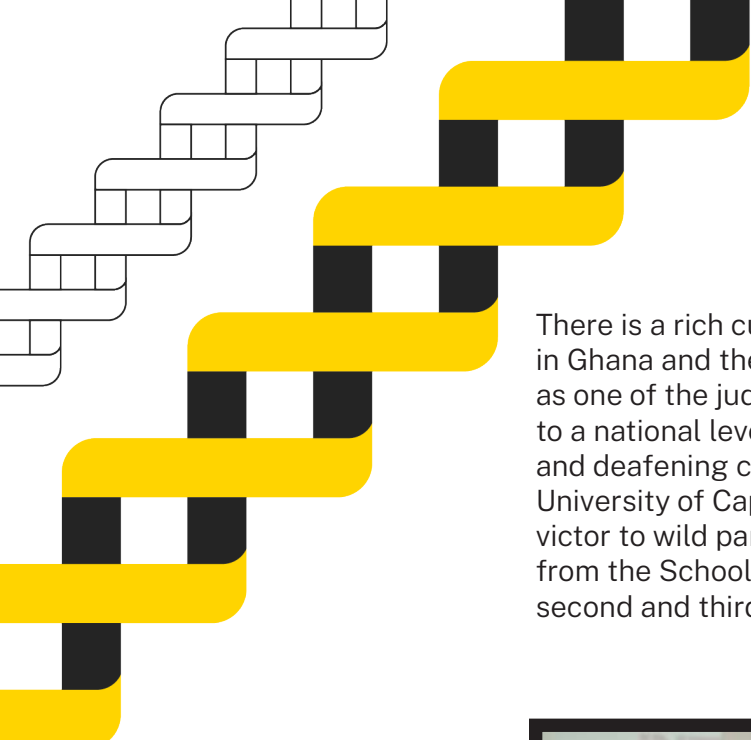 There is a rich cu
in Ghana and the
as one of the jud
to a national leve
and deafening c
University of Cap
victor to wild par
from the School
second and third